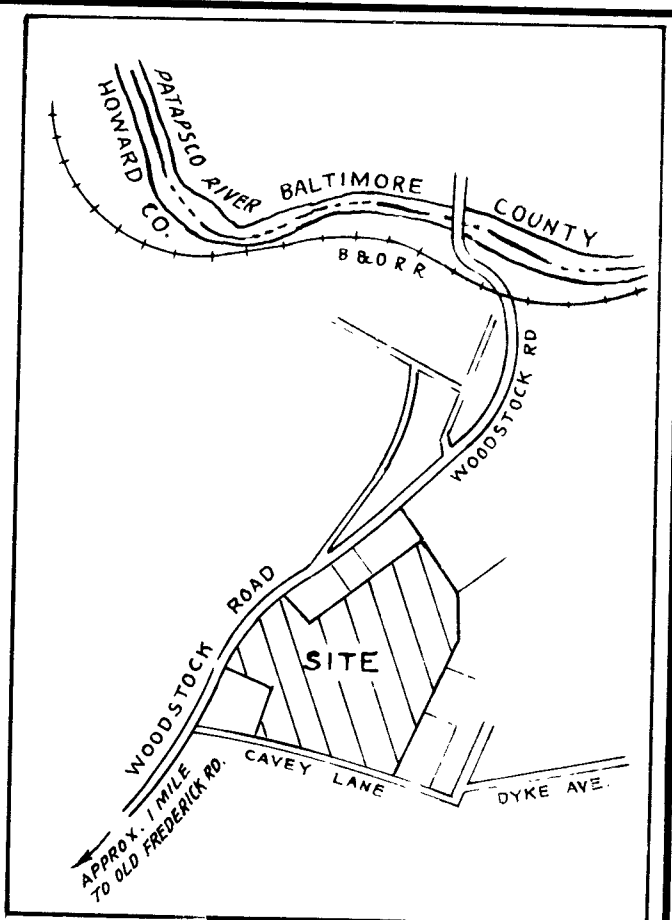 PATAPSCO RIVER
HOWARD CO.
BALTIMORE COUNTY
B & O R R
WOODSTOCK RD
WOODSTOCK ROAD
SITE
CAVEY LANE
DYKE AVE.
APPROX. 1 MILE
TO OLD FREDERICK RD.